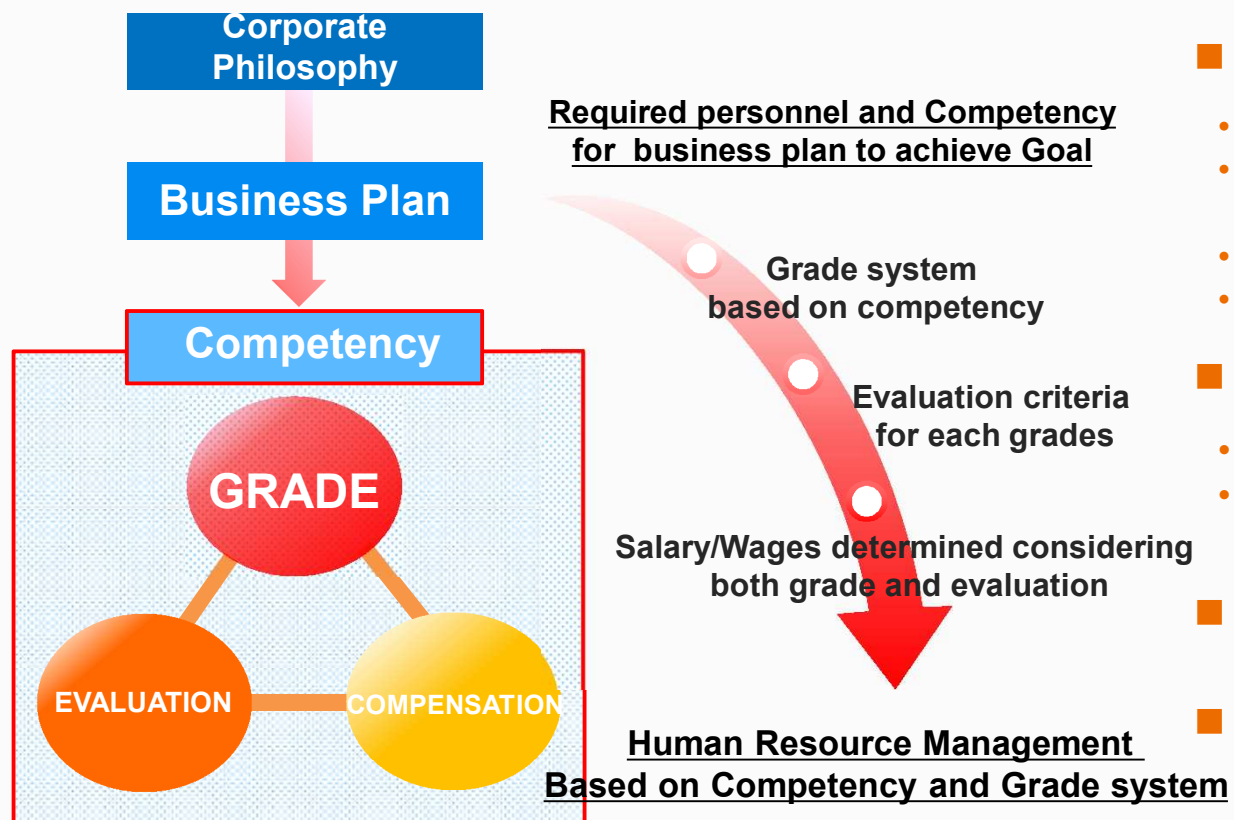 Corporate
Philosophy
Business Plan
Competency
GRADE
EVALUATION
COMPENSATION
Required personnel and Competency
for business plan to achieve Goal
Grade system
based on competency
Evaluation criteria
for each grades
Salary/Wages determined considering
both grade and evaluation
Human Resource Management
Based on Competency and Grade system